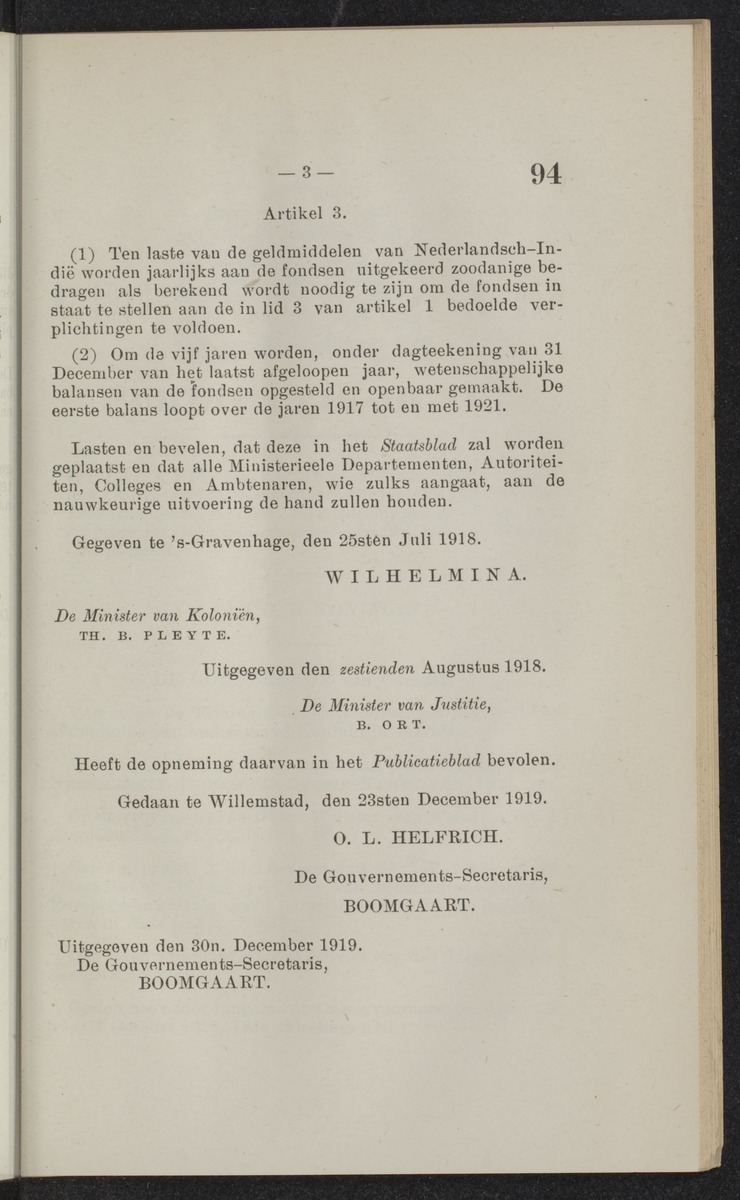 — 3 —
94
Artikel 3.
(1) Ten laste van de geldmiddelen van Nederlandsch-In-
dië worden jaarlijks aan de fondsen uitgekeerd zoodanige be-
dragen als berekend wordt noodig te zijn om de fondsen in
staat te stellen aan de in lid 3 van artikel 1 bedoelde ver-
plichtingen te voldoen.
(2) Om de vijf jaren worden, onder dagteekening van 31
December van het laatst afgeloopen jaar, wetenschappelijke
balansen van de fondsen opgesteld en openbaar gemaakt. De
eerste balans loopt over de jaren 1917 tot en met 1921.
Lasten en bevelen, dat deze in het Staatsblad zal worden
geplaatst en dat alle Ministerieele Departementen, Autoritei-
ten, Colleges en Ambtenaren, wie zulks aangaat, aan de
nauwkeurige uitvoering de hand zullen houden.
Gegeven te 's-Gravenhage, den 25sten Juli 1918.
WILHELMINA.
De Minister van Koloniën,
TH. B. PLEYTE.
Uitgegeven den zestienden Augustus 1918.
De Minister van Justitie,
B. ORT.
Heeft de opneming daarvan in het Publicatieblad bevolen.
Gedaan te Willemstad, den 23sten December 1919.
O. L. HELFRICH.
De Gouvernements-Secretaris,
BOOMGAART.
Uitgegeven den 30n. December 1919.
De Gouvernements-Secretaris,
BOOMGAART.